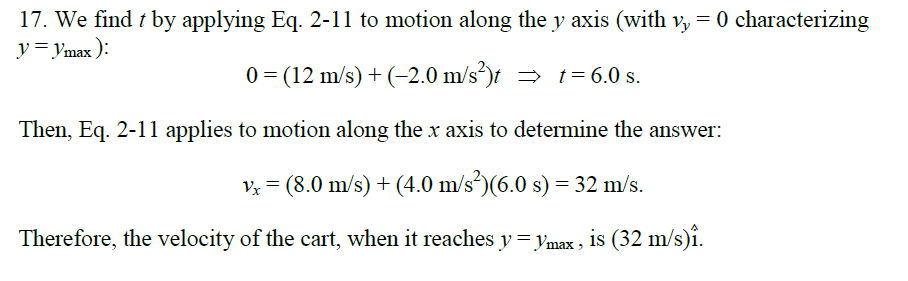 17. We find t by applying Eq. 2-11 to motion along the y axis (with vy = 0 characterizing
y = ymax ):
0 = (12 m/s) + (−2.0 m/s²)t ⇒ t = 6.0 s.
Then, Eq. 2-11 applies to motion along the x axis to determine the answer:
vx = (8.0 m/s) + (4.0 m/s²)(6.0 s) = 32 m/s.
Therefore, the velocity of the cart, when it reaches y = ymax , is (32 m/s)î.